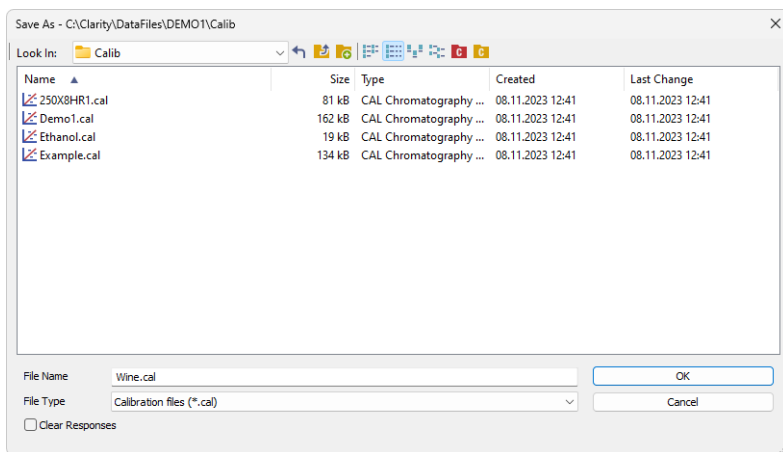 Save As - C:\Clarity\DataFiles\DEMO1\Calib
Look In: Calib
Name Size Type Created Last Change
250X8HR1.cal 81 kB CAL Chromatography ... 08.11.2023 12:41 08.11.2023 12:41
Demo1.cal 162 kB CAL Chromatography ... 08.11.2023 12:41 08.11.2023 12:41
Ethanol.cal 19 kB CAL Chromatography ... 08.11.2023 12:41 08.11.2023 12:41
Example.cal 134 kB CAL Chromatography ... 08.11.2023 12:41 08.11.2023 12:41
File Name Wine.cal OK
File Type Calibration files (*.cal) Cancel
Clear Responses